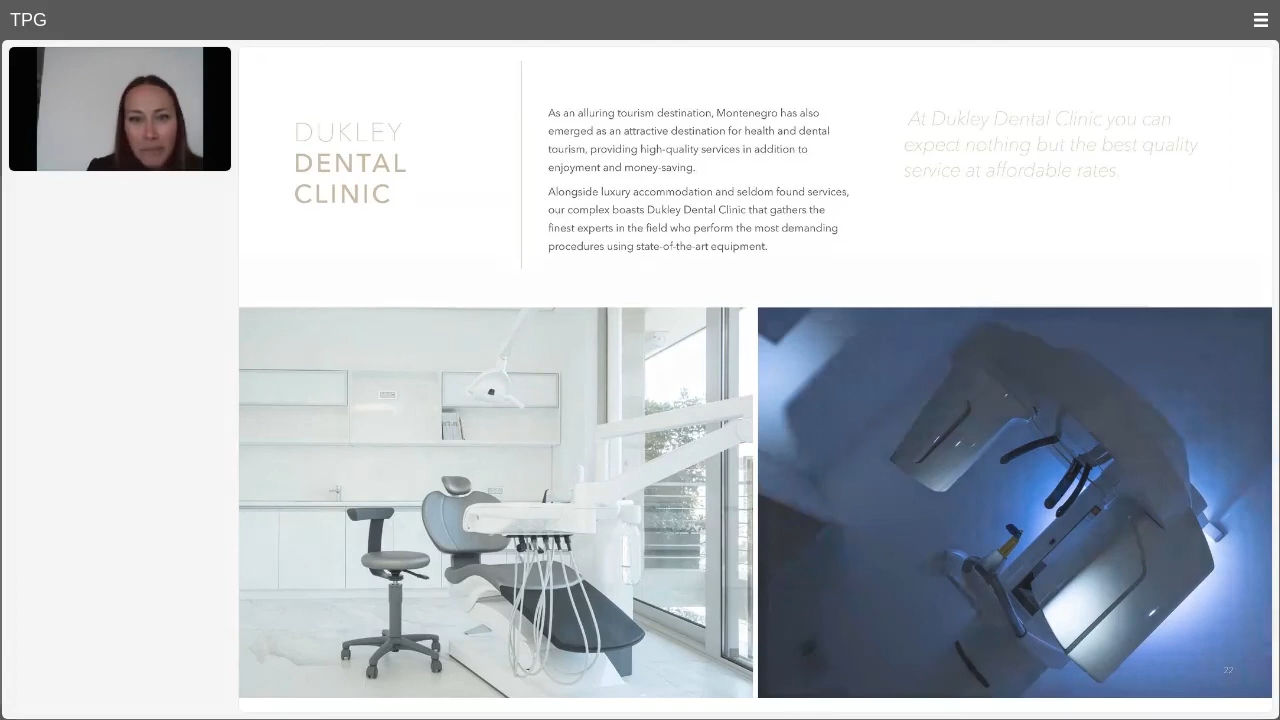 TPG
DUKLEY
DENTAL
CLINIC
As an alluring tourism destination, Montenegro has also
emerged as an attractive destination for health and dental
tourism, providing high-quality services in addition to
enjoyment and money-saving.
Alongside luxury accommodation and seldom found services,
our complex boasts Dukley Dental Clinic that gathers the
finest experts in the field who perform the most demanding
procedures using state-of-the-art equipment.
At Dukley Dental Clinic you can
expect nothing but the best quality
service at affordable rates.
22